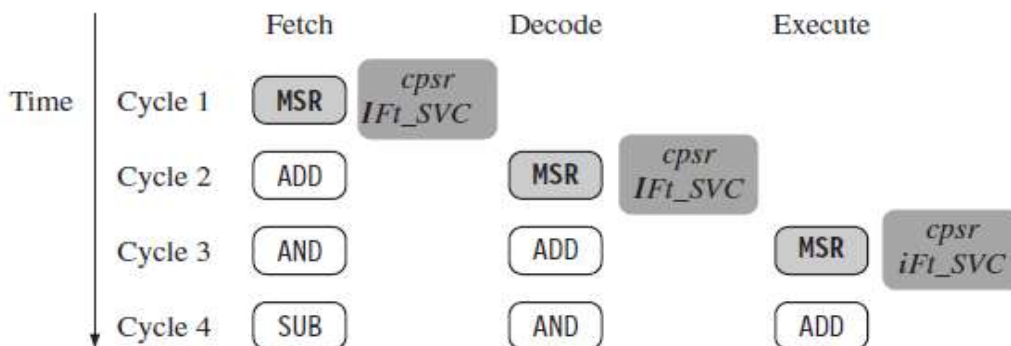 Fetch Decode Execute
Time Cycle 1 MSR cpsr
IFt_SVC
Cycle 2 ADD MSR cpsr
IFt_SVC
Cycle 3 AND ADD MSR cpsr
iFt_SVC
Cycle 4 SUB AND ADD